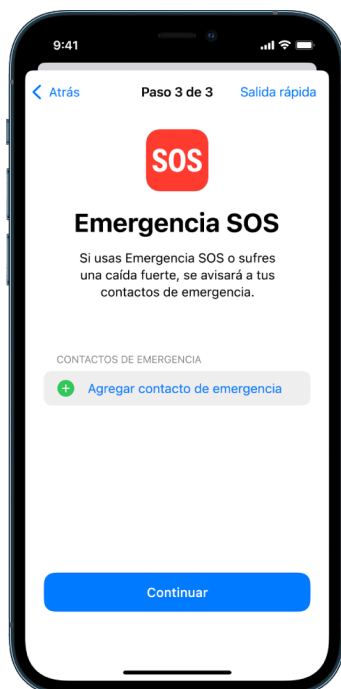 9:41
Atrás Paso 3 de 3 Salida rápida
SOS
Emergencia SOS
Si usas Emergencia SOS o sufres
una caída fuerte, se avisará a tus
contactos de emergencia.
CONTACTOS DE EMERGENCIA
Agregar contacto de emergencia
Continuar